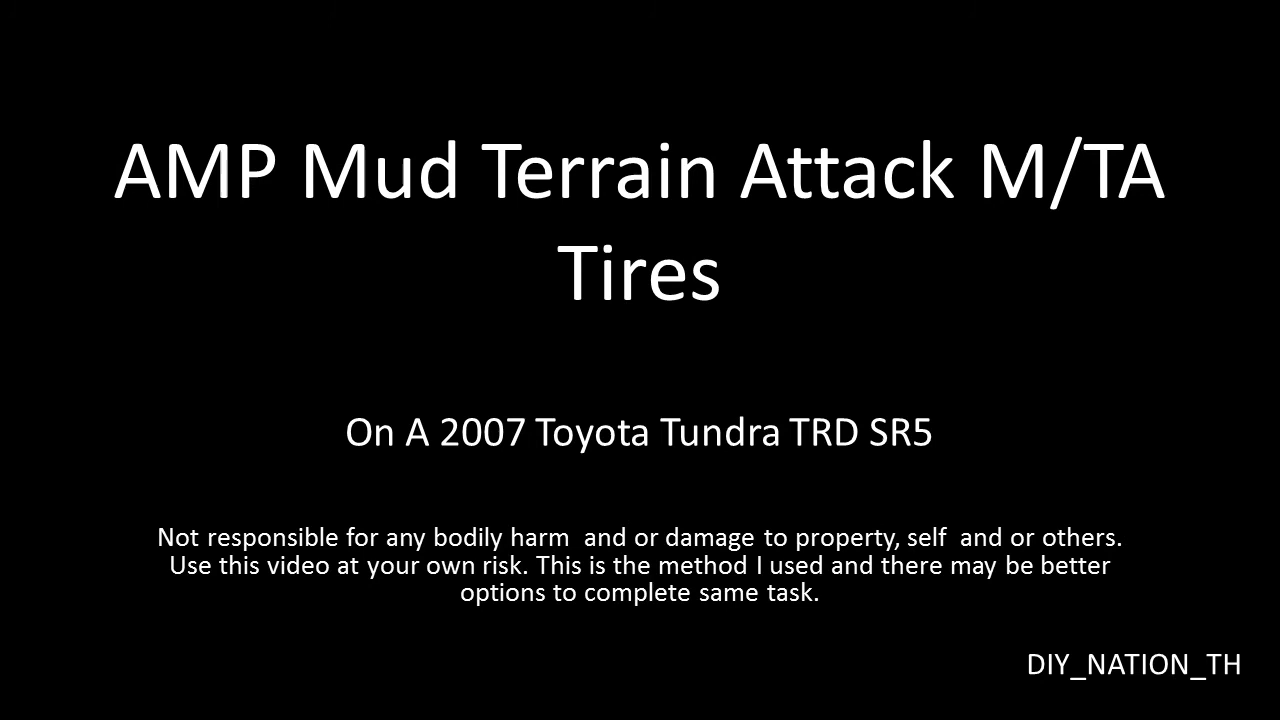 AMP Mud Terrain Attack M/TA
Tires
On A 2007 Toyota Tundra TRD SR5
Not responsible for any bodily harm  and or damage to property, self  and or others.
Use this video at your own risk. This is the method I used and there may be better
options to complete same task.
DIY_NATION_TH